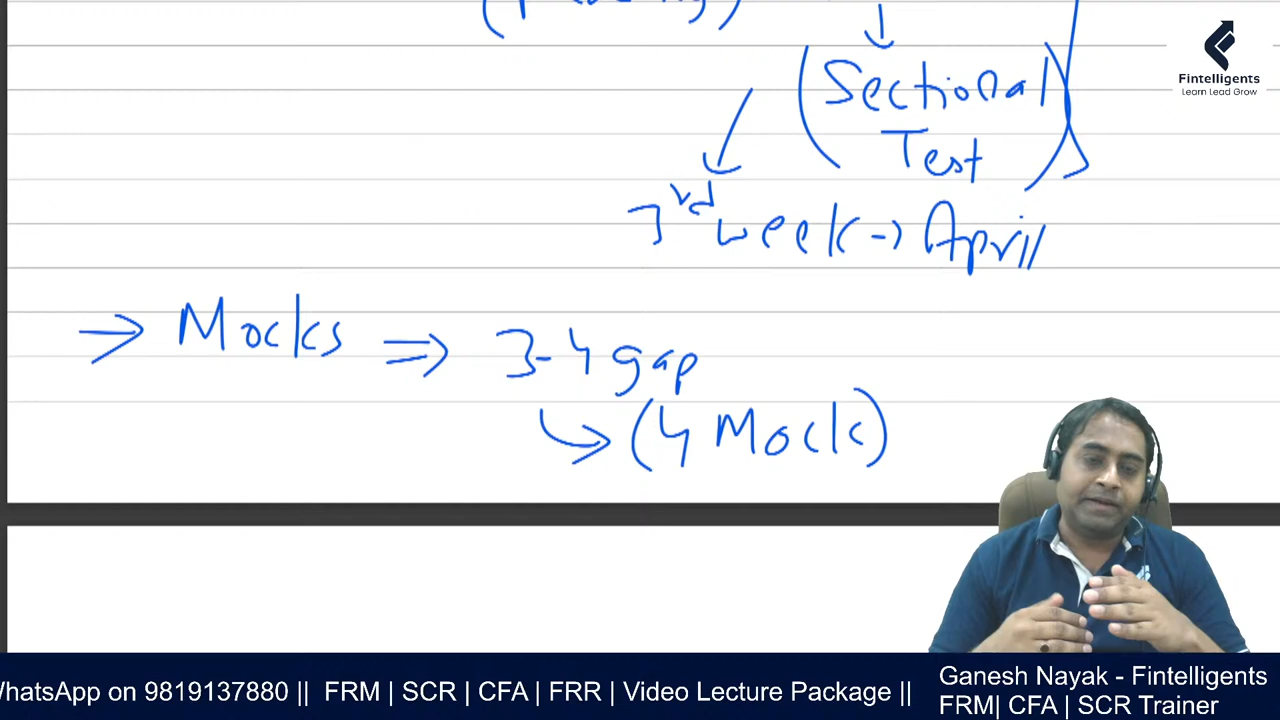 Fintelligents
Learn Lead Grow
(Sectional
Test)
3rd week → April
→ Mocks ⇒ 3-4 gap
(4 Mock)
WhatsApp on 9819137880 || FRM | SCR | CFA | FRR | Video Lecture Package ||
Ganesh Nayak - Fintelligents
FRM| CFA | SCR Trainer